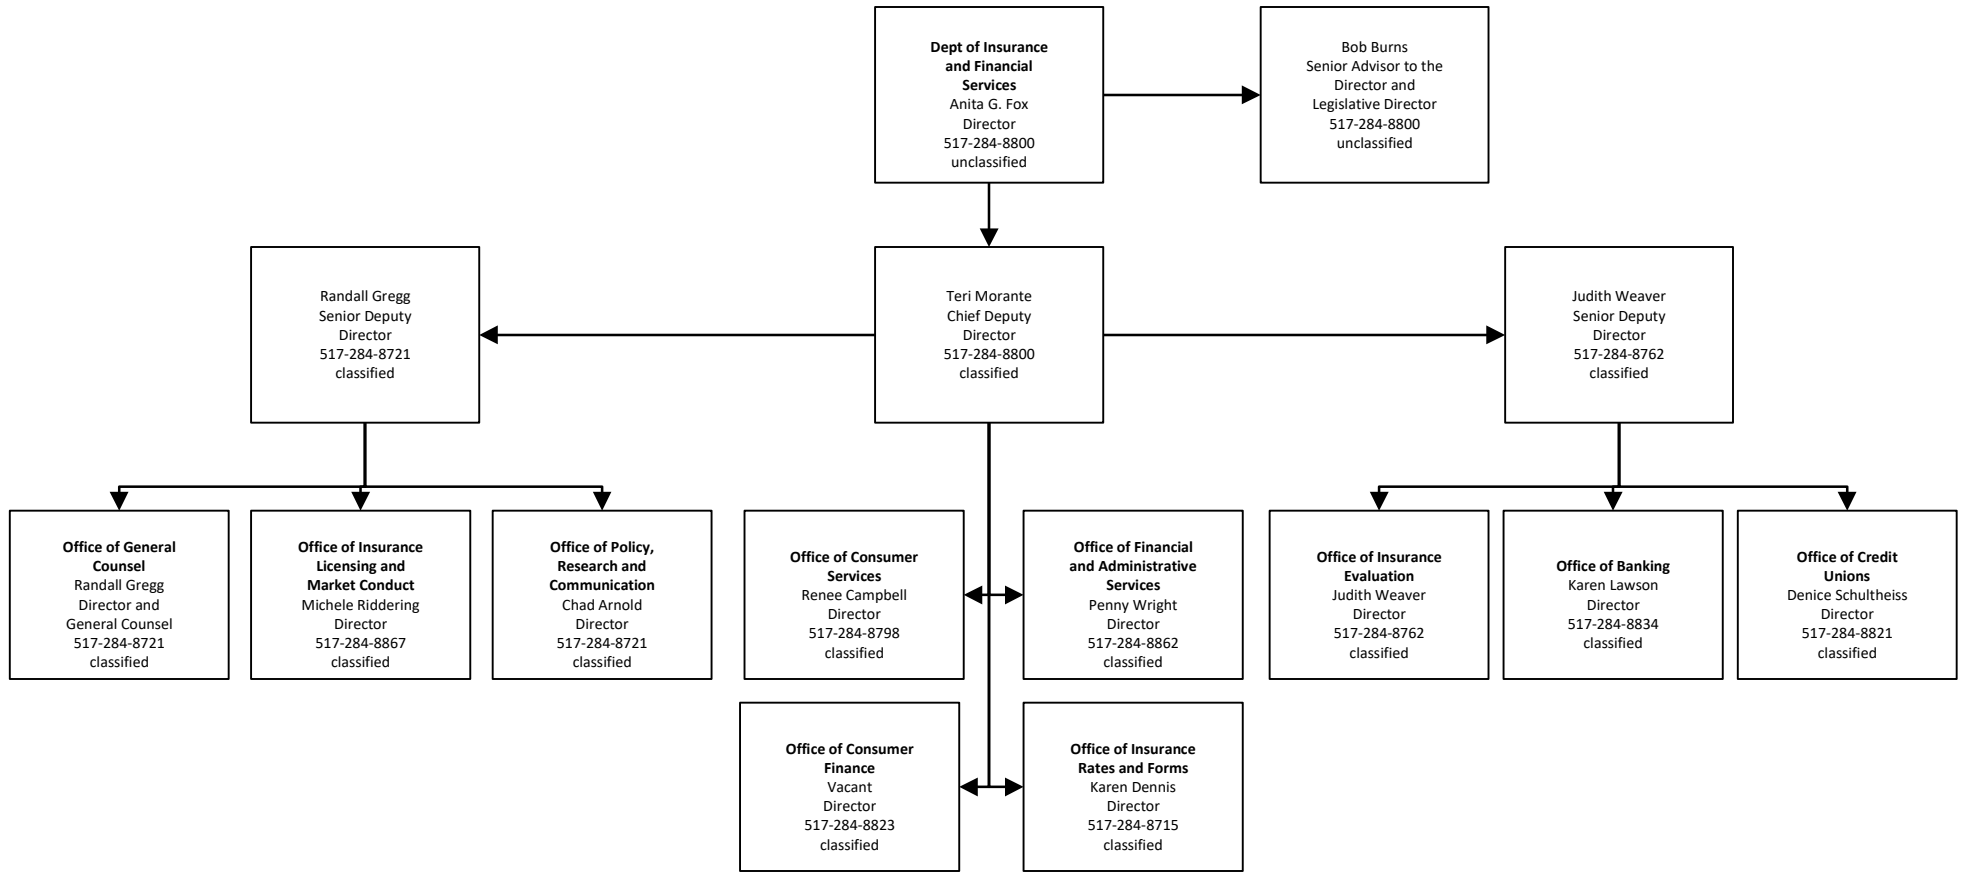 Dept of Insurance
and Financial
Services
Anita G. Fox
Director
517-284-8800
unclassified
Bob Burns
Senior Advisor to the
Director and
Legislative Director
517-284-8800
unclassified
Randall Gregg
Senior Deputy
Director
517-284-8721
classified
Teri Morante
Chief Deputy
Director
517-284-8800
classified
Judith Weaver
Senior Deputy
Director
517-284-8762
classified
Office of General
Counsel
Randall Gregg
Director and
General Counsel
517-284-8721
classified
Office of Insurance
Licensing and
Market Conduct
Michele Riddering
Director
517-284-8867
classified
Office of Policy,
Research and
Communication
Chad Arnold
Director
517-284-8721
classified
Office of Consumer
Services
Renee Campbell
Director
517-284-8798
classified
Office of Financial
and Administrative
Services
Penny Wright
Director
517-284-8862
classified
Office of Insurance
Evaluation
Judith Weaver
Director
517-284-8762
classified
Office of Banking
Karen Lawson
Director
517-284-8834
classified
Office of Credit
Unions
Denice Schultheiss
Director
517-284-8821
classified
Office of Consumer
Finance
Vacant
Director
517-284-8823
classified
Office of Insurance
Rates and Forms
Karen Dennis
Director
517-284-8715
classified